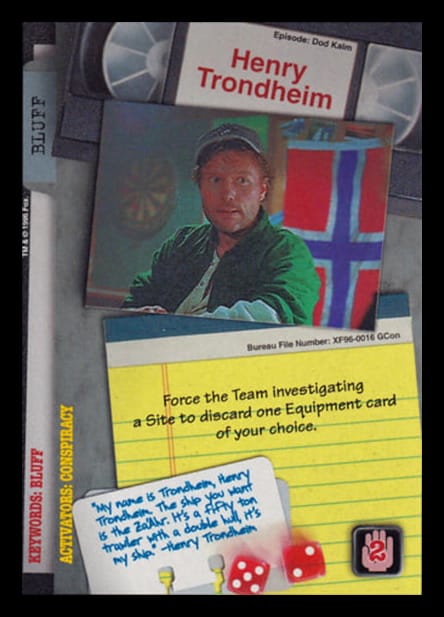 Episode: Dod Kalm
Henry
Trondheim
BLUFF
TM & © 1996 Fox.
Bureau File Number: XF96-0016 GCon
Force the Team investigating
a Site to discard one Equipment card
of your choice.
KEYWORDS: BLUFF
ACTIVATORS: CONSPIRACY
"My name is Trondheim, Henry
Trondheim. The ship you want
is the Zal/Ahr. It's a fifty ton
trawler with a double hull. It's
my ship." -Henry Trondheim
2